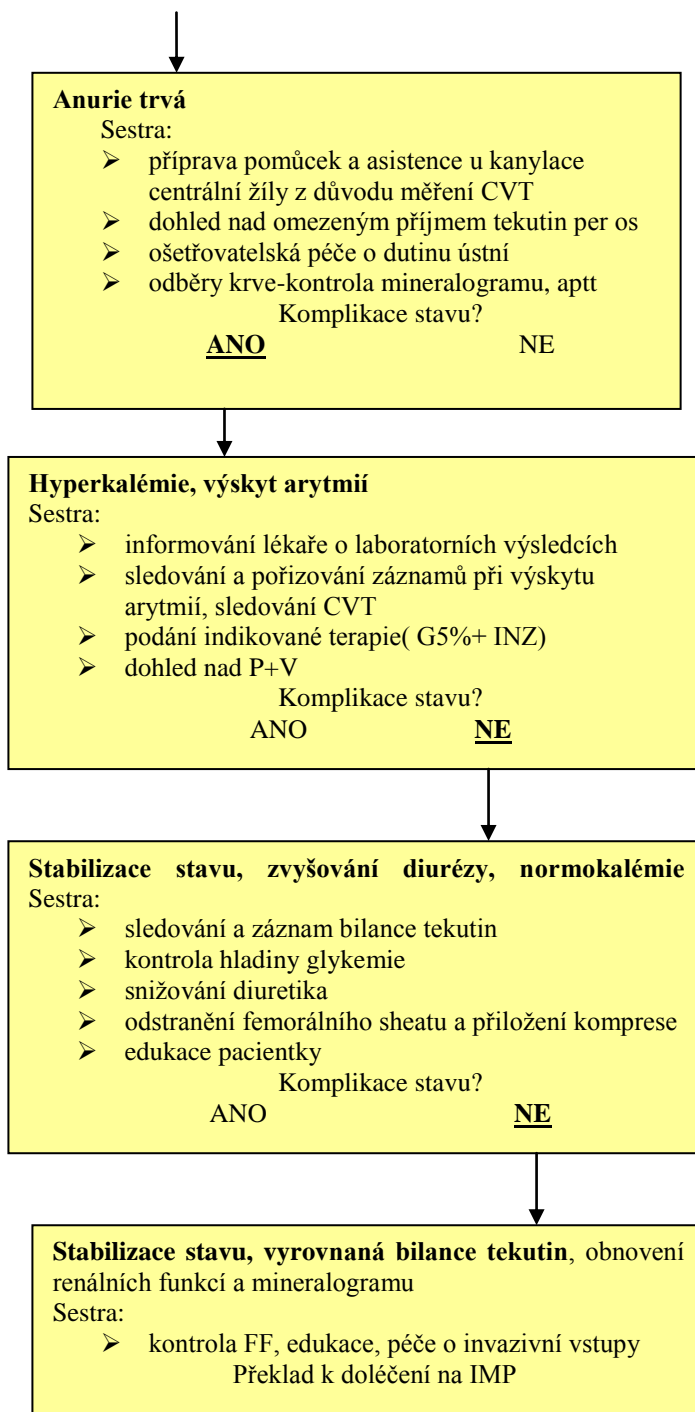 Anurie trvá
Sestra:
➢ příprava pomůcek a asistence u kanylace
centrální žíly z důvodu měření CVT
➢ dohled nad omezeným příjmem tekutin per os
➢ ošetřovatelská péče o dutinu ústní
➢ odběry krve-kontrola mineralogramu, aptt
Komplikace stavu?
ANO NE
Hyperkalémie, výskyt arytmií
Sestra:
➢ informování lékaře o laboratorních výsledcích
➢ sledování a pořizování záznamů při výskytu
arytmií, sledování CVT
➢ podání indikované terapie( G5%+ INZ)
➢ dohled nad P+V
Komplikace stavu?
ANO NE
Stabilizace stavu, zvyšování diurézy, normokalémie
Sestra:
➢ sledování a záznam bilance tekutin
➢ kontrola hladiny glykemie
➢ snižování diuretika
➢ odstranění femorálního sheatu a přiložení komprese
➢ edukace pacientky
Komplikace stavu?
ANO NE
Stabilizace stavu, vyrovnaná bilance tekutin, obnovení
renálních funkcí a mineralogramu
Sestra:
➢ kontrola FF, edukace, péče o invazivní vstupy
Překlad k doléčení na IMP